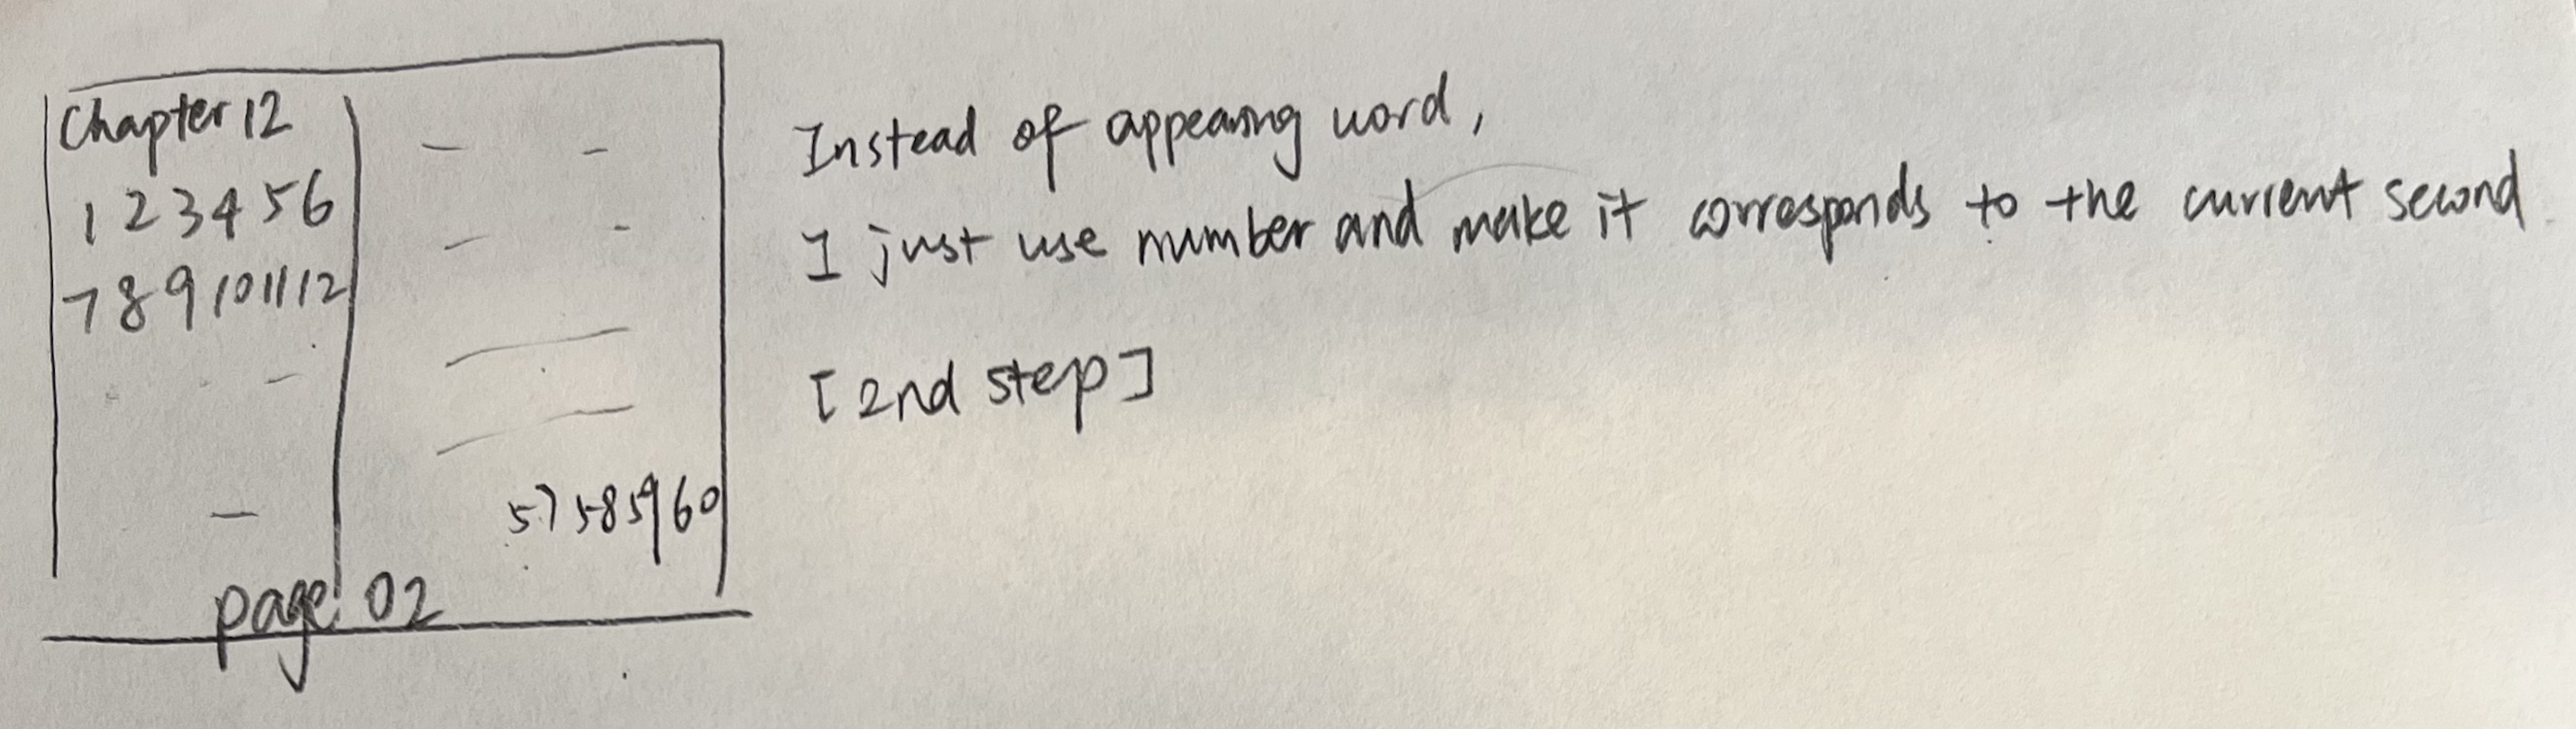 Chapter 12
1 2 3 4 5 6
7 8 9 10 11 12
57 58 59 60
page 02
Instead of appearing word,
I just use number and make it corresponds to the current second.
[2nd step]